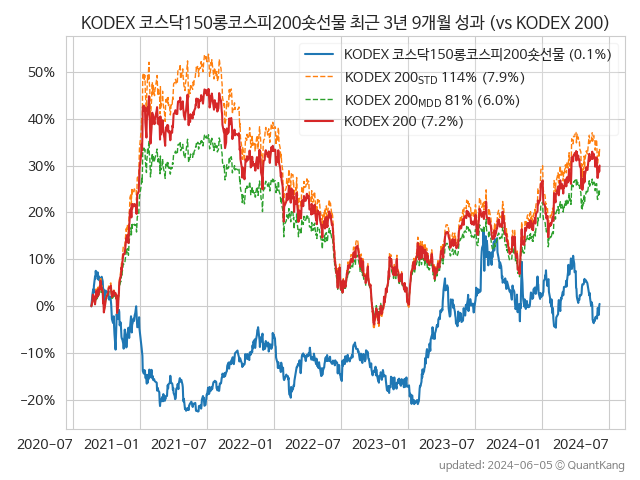 KODEX 코스닥150롱코스피200숏선물 최근 3년 9개월 성과 (vs KODEX 200)
KODEX 코스닥150롱코스피200숏선물 (0.1%)
KODEX 200STD 114% (7.9%)
KODEX 200MDD 81% (6.0%)
KODEX 200 (7.2%)
50%
40%
30%
20%
10%
0%
−10%
−20%
2020-07 2021-01 2021-07 2022-01 2022-07 2023-01 2023-07 2024-01 2024-07
updated: 2024-06-05 © QuantKang